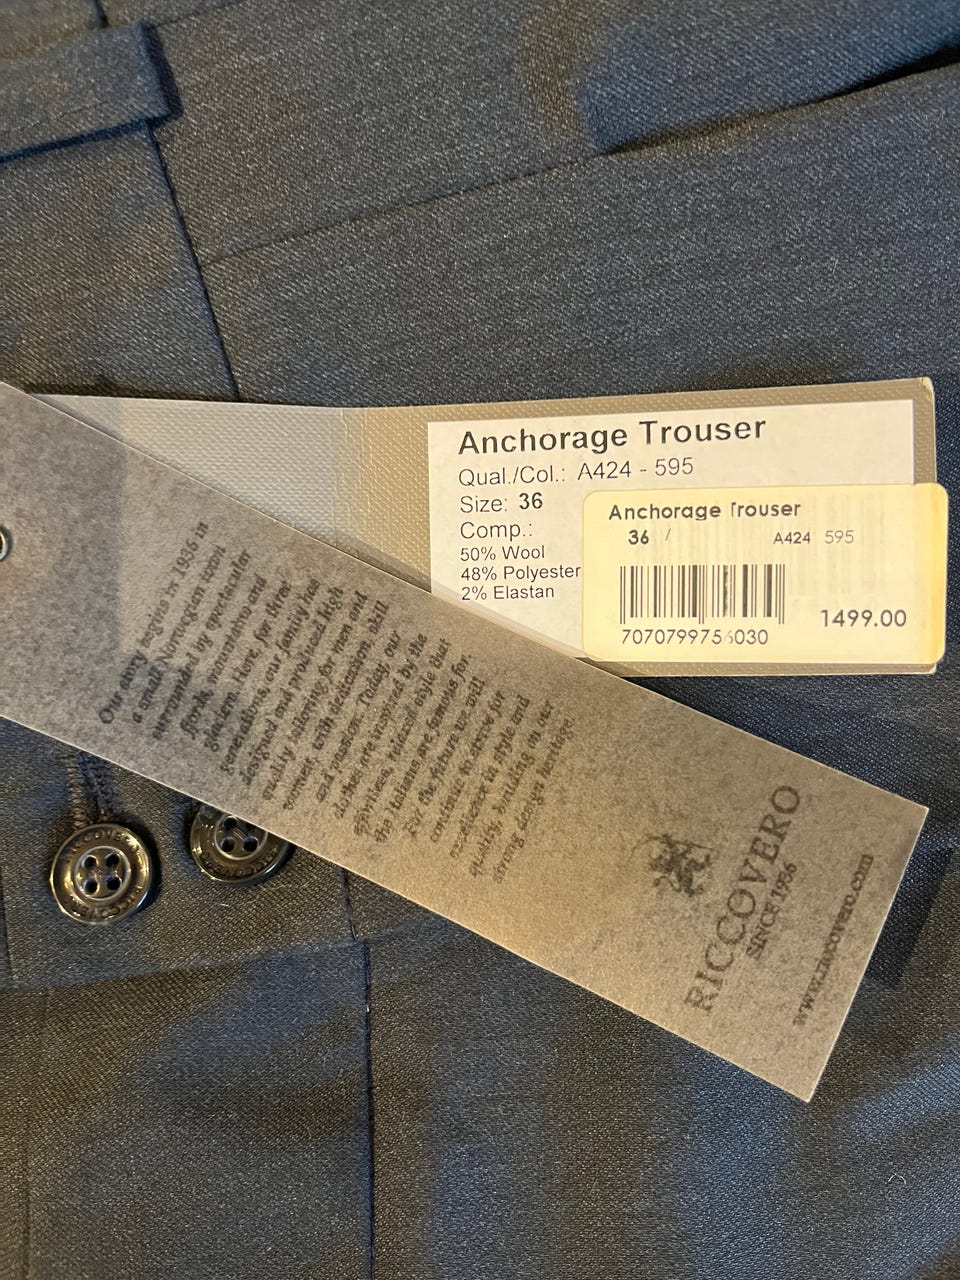 Anchorage Trouser
Qual./Col.: A424 - 595
Size: 36
Comp.:
50% Wool
48% Polyester
2% Elastan
Anchorage Trouser
36 / A424 595
1499.00
Our story begins in 1936 in
a small Norwegian town
surrounded by spectacular
fjords, mountains and
glaciers. Here, for three
generations, our family has
designed and produced high
quality tailoring for men and
women, with dedication, skill
and passion. Today, our
clothes are inspired by the
effortless, relaxed style that
the Italians are famous for.
For the future we will
continue to strive for
excellence in style and
quality, building on our
strong design heritage.
RICCOVERO
SINCE 1936
www.riccovero.com